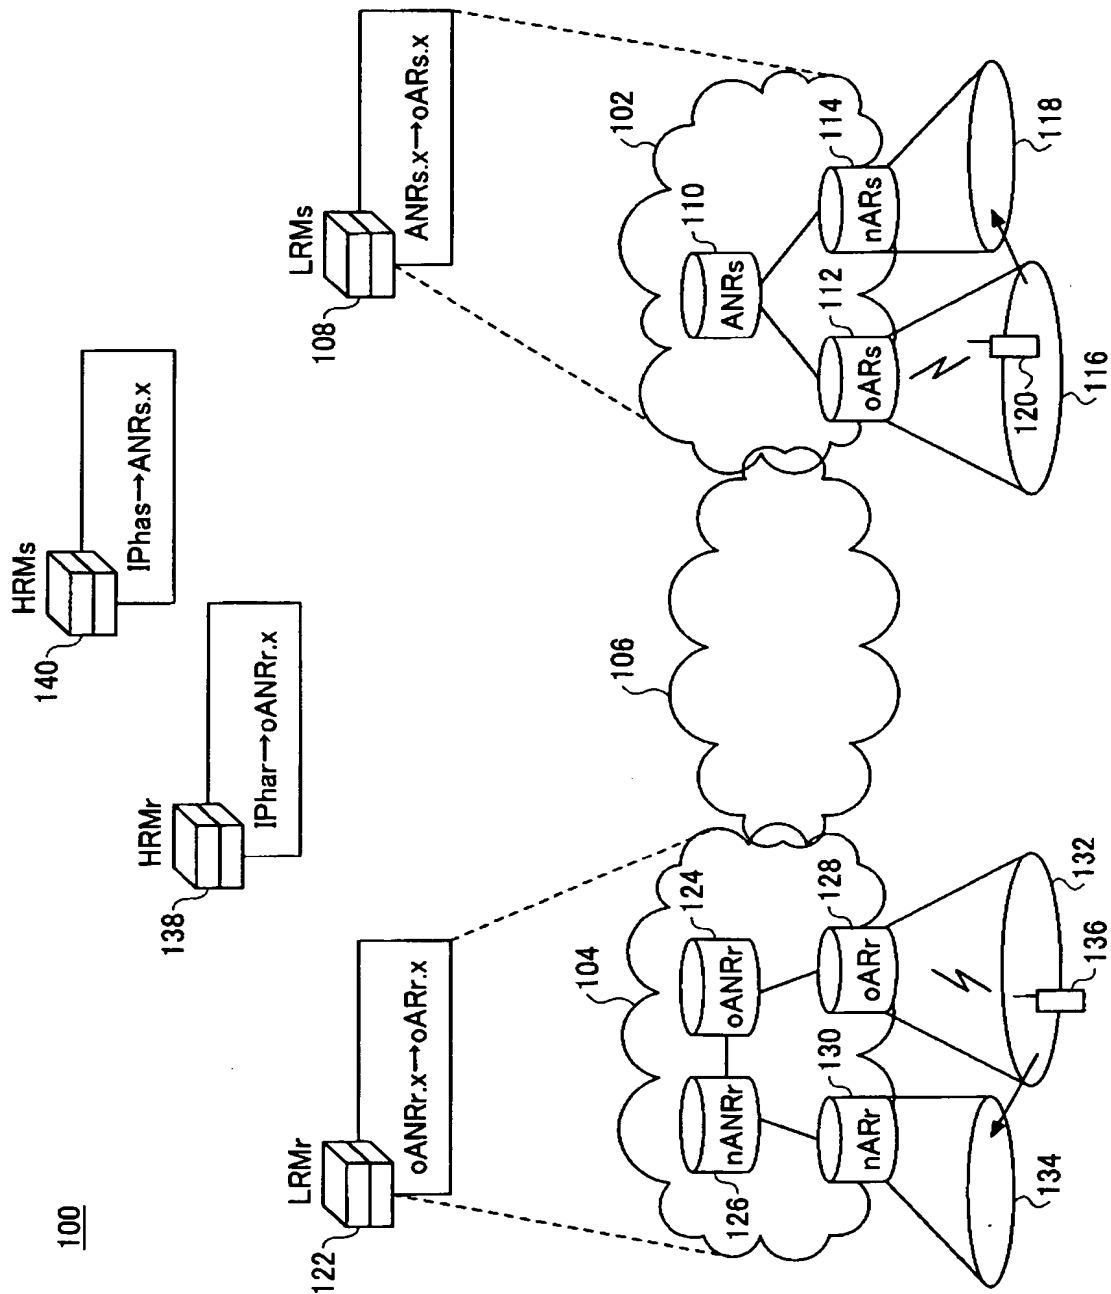 100
HRMs
140
IPhas→ANRs.x
HRMr
138
IPhar→oANRr.x
LRMr
122
oANRr.x→oARr.x
LRMs
108
ANRs.x→oARs.x
104
106
102
126
nANRr
124
oANRr
110
ANRs
130
nARr
128
oARr
112
oARs
114
nARs
134
132
136
120
116
118